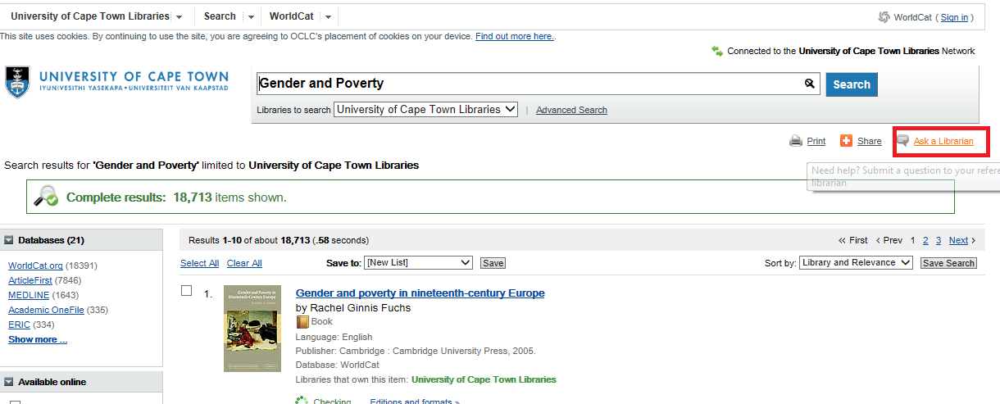 University of Cape Town Libraries Search WorldCat WorldCat ( Sign in )
This site uses cookies. By continuing to use the site, you are agreeing to OCLC's placement of cookies on your device. Find out more here..
Connected to the University of Cape Town Libraries Network
UNIVERSITY OF CAPE TOWN
IYUNIVESITHI YASEKAPA • UNIVERSITEIT VAN KAAPSTAD
Gender and Poverty Search
Libraries to search University of Cape Town Libraries | Advanced Search
Print Share Ask a Librarian
Search results for 'Gender and Poverty' limited to University of Cape Town Libraries
Need help? Submit a question to your refere
librarian
Complete results: 18,713 items shown.
Databases (21)
WorldCat.org (18391)
ArticleFirst (7846)
MEDLINE (1643)
Academic OneFile (335)
ERIC (334)
Show more ...
Available online
Results 1-10 of about 18,713 (.58 seconds) « First < Prev 1 2 3 Next >
Select All Clear All Save to: [New List] Save Sort by: Library and Relevance Save Search
1. Gender and poverty in nineteenth-century Europe
Gender and Poverty in
Nineteenth-Century Europe
by Rachel Ginnis Fuchs
Book
Language: English
Publisher: Cambridge : Cambridge University Press, 2005.
Database: WorldCat
Libraries that own this item: University of Cape Town Libraries
Checking Editions and formats »